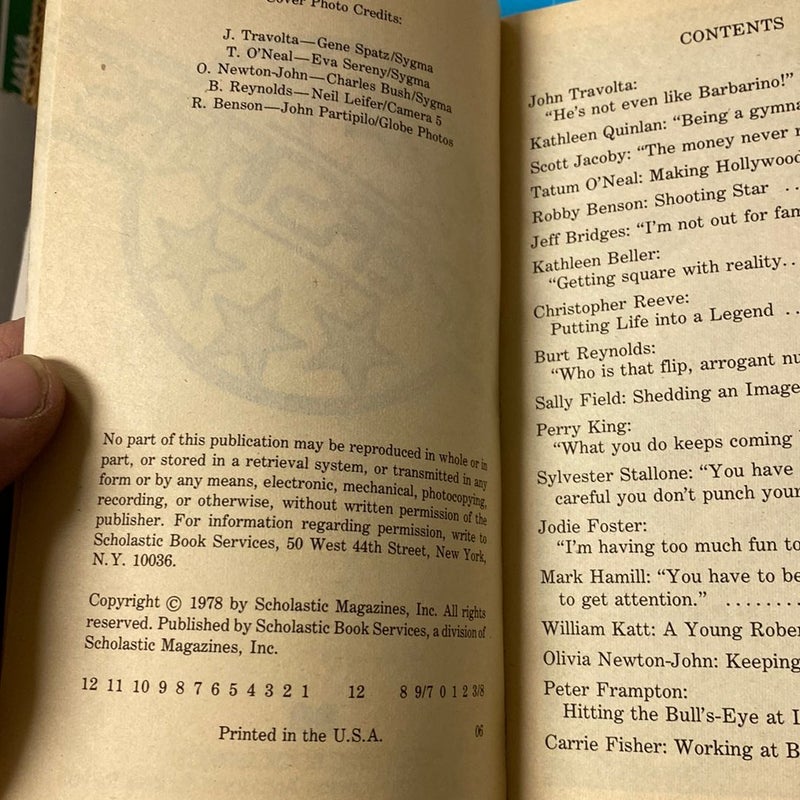 Cover Photo Credits:
J. Travolta—Gene Spatz/Sygma
T. O'Neal—Eva Sereny/Sygma
O. Newton-John—Charles Bush/Sygma
B. Reynolds—Neil Leifer/Camera 5
R. Benson—John Partipilo/Globe Photos
No part of this publication may be reproduced in whole or in
part, or stored in a retrieval system, or transmitted in any
form or by any means, electronic, mechanical, photocopying,
recording, or otherwise, without written permission of the
publisher. For information regarding permission, write to
Scholastic Book Services, 50 West 44th Street, New York,
N.Y. 10036.
Copyright © 1978 by Scholastic Magazines, Inc. All rights
reserved. Published by Scholastic Book Services, a division of
Scholastic Magazines, Inc.
12 11 10 9 8 7 6 5 4 3 2 1 12 8 9/7 0 1 2 3/8
Printed in the U.S.A. 06
CONTENTS
John Travolta:
"He's not even like Barbarino!"
Kathleen Quinlan: "Being a gymna
Scott Jacoby: "The money never
Tatum O'Neal: Making Hollywood
Robby Benson: Shooting Star ..
Jeff Bridges: "I'm not out for fam
Kathleen Beller:
"Getting square with reality..
Christopher Reeve:
Putting Life into a Legend ..
Burt Reynolds:
"Who is that flip, arrogant nu
Sally Field: Shedding an Image
Perry King:
"What you do keeps coming
Sylvester Stallone: "You have
careful you don't punch your
Jodie Foster:
"I'm having too much fun to
Mark Hamill: "You have to be
to get attention." ........
William Katt: A Young Rober
Olivia Newton-John: Keeping
Peter Frampton:
Hitting the Bull's-Eye at
Carrie Fisher: Working at B